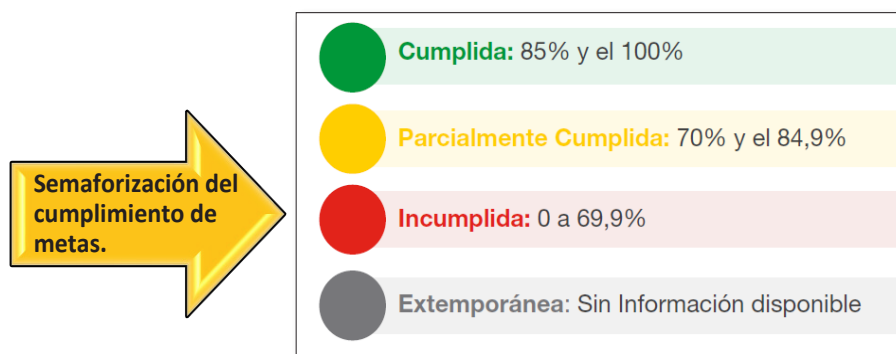 Semaforización del
cumplimiento de
metas.
Cumplida: 85% y el 100%
Parcialmente Cumplida: 70% y el 84,9%
Incumplida: 0 a 69,9%
Extemporánea: Sin Información disponible